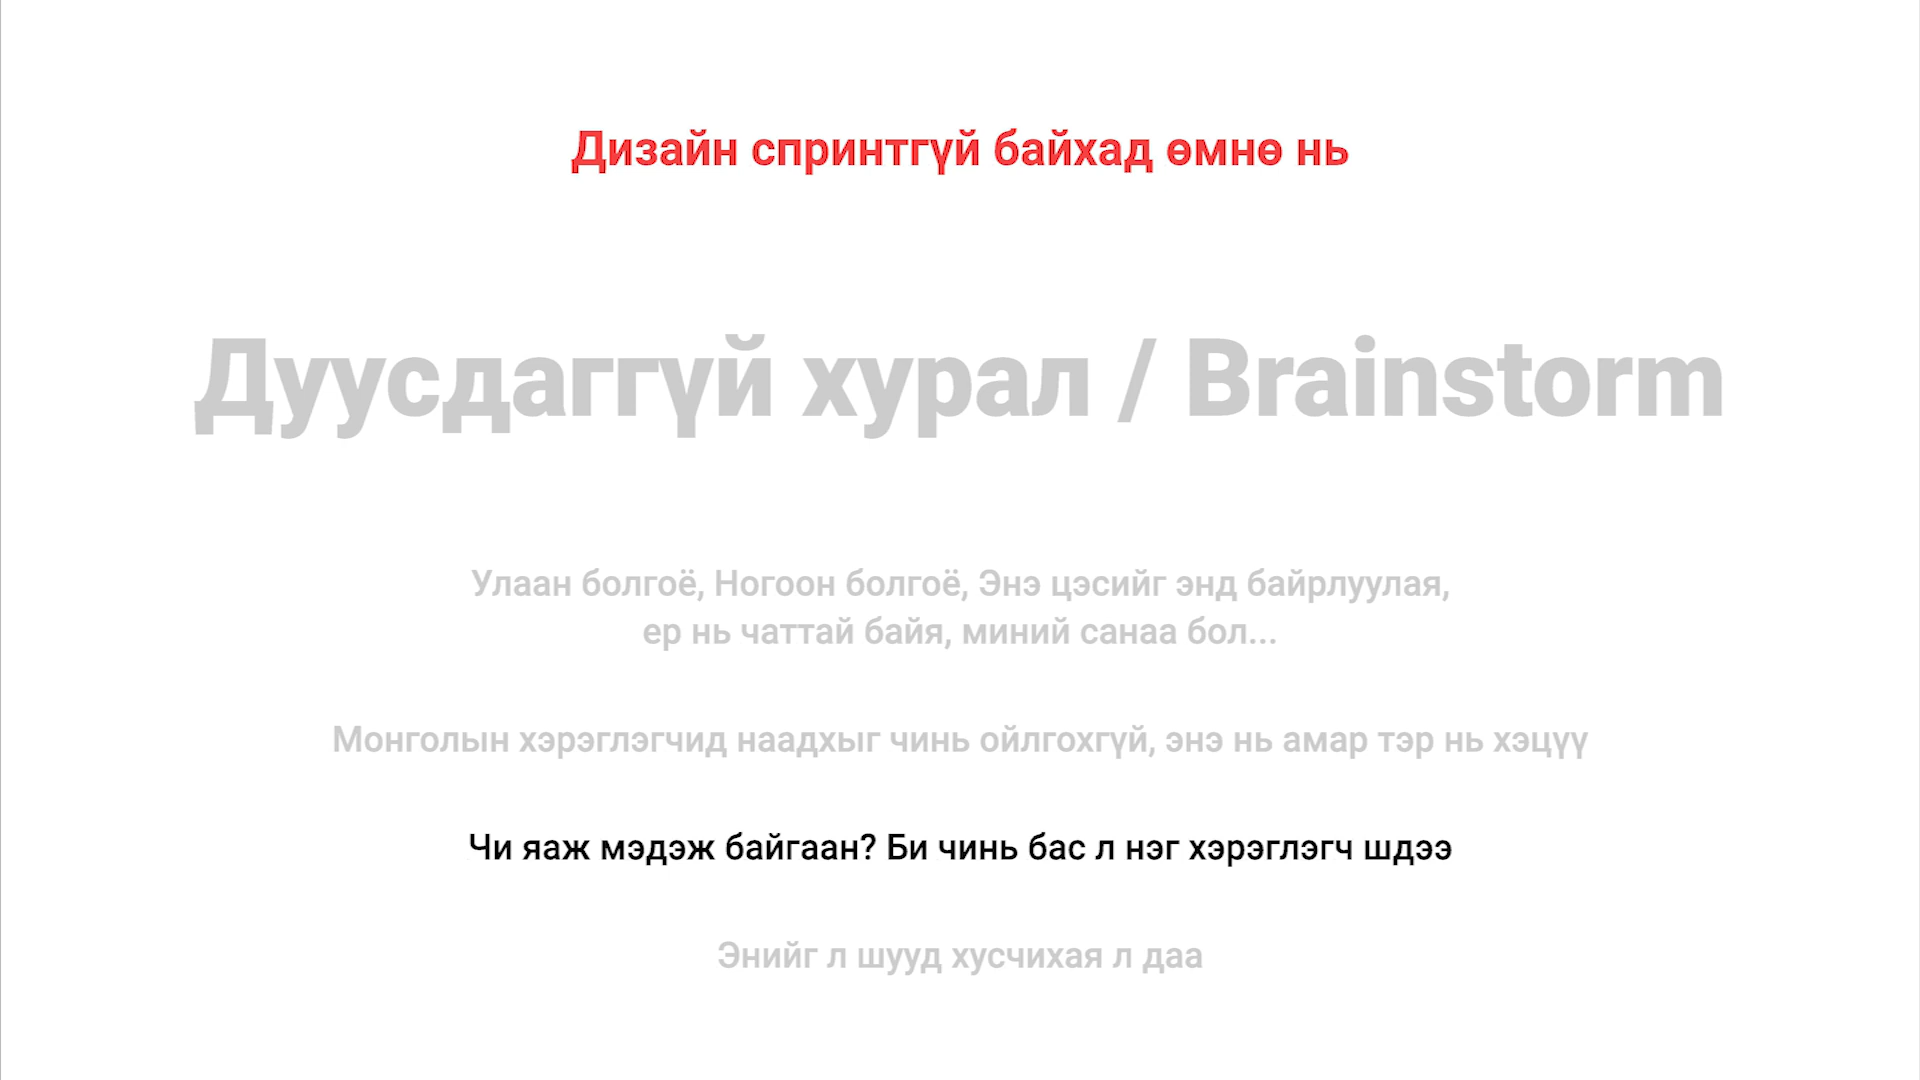 Дизайн спринтгүй байхад өмнө нь
Дуусдаггүй хурал / Brainstorm
Улаан болгоё, Ногоон болгоё, Энэ цэсийг энд байрлуулая,
ер нь чаттай байя, миний санаа бол...
Монголын хэрэглэгчид наадхыг чинь ойлгохгүй, энэ нь амар тэр нь хэцүү
Чи яаж мэдэж байгаан? Би чинь бас л нэг хэрэглэгч шдээ
Энийг л шууд хусчихая л даа